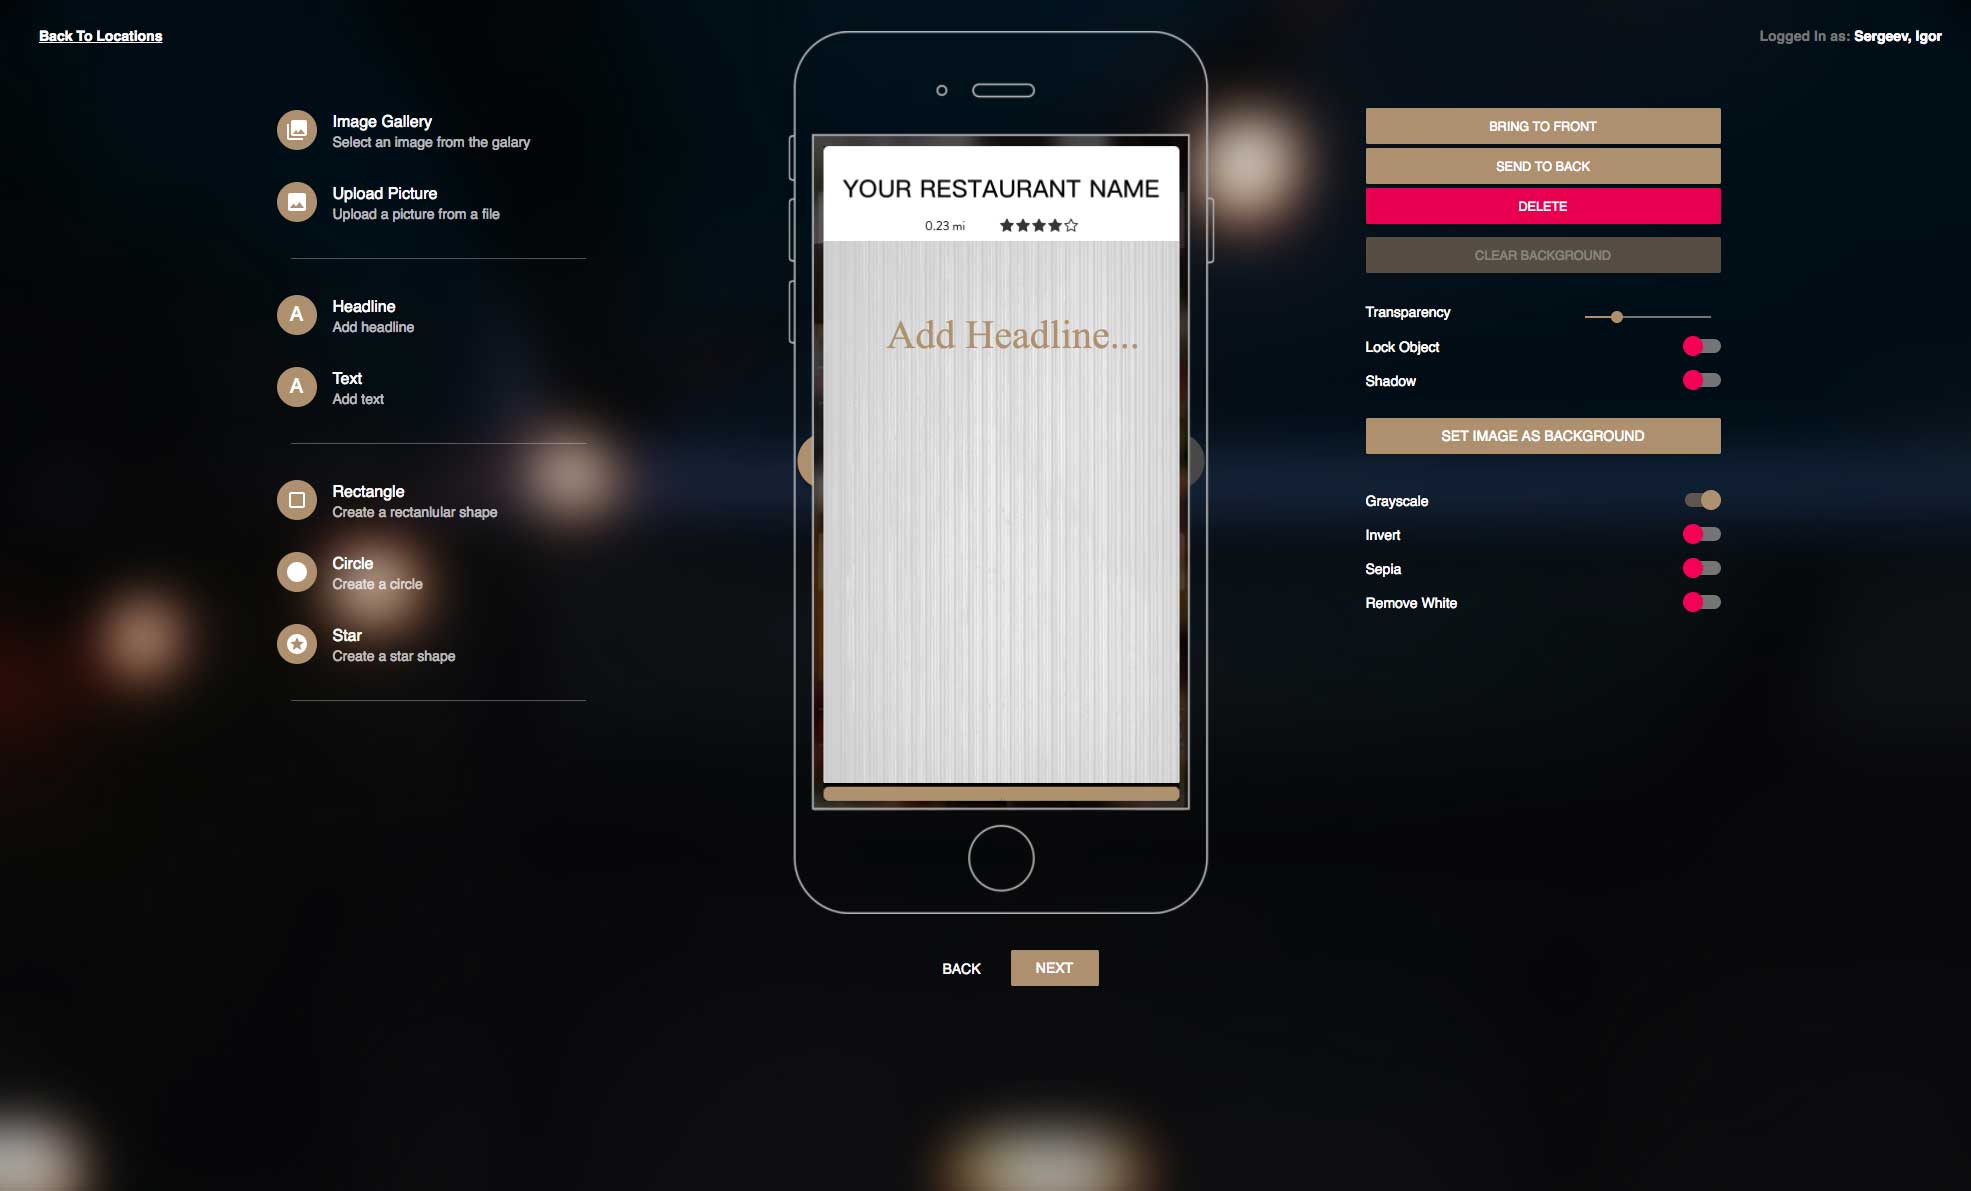 Back To Locations
Logged In as: Sergeev, Igor
Image Gallery
Select an image from the galary
Upload Picture
Upload a picture from a file
A
Headline
Add headline
A
Text
Add text
Rectangle
Create a rectanlular shape
Circle
Create a circle
Star
Create a star shape
YOUR RESTAURANT NAME
0.23 mi
Add Headline...
BACK
NEXT
BRING TO FRONT
SEND TO BACK
DELETE
CLEAR BACKGROUND
Transparency
Lock Object
Shadow
SET IMAGE AS BACKGROUND
Grayscale
Invert
Sepia
Remove White